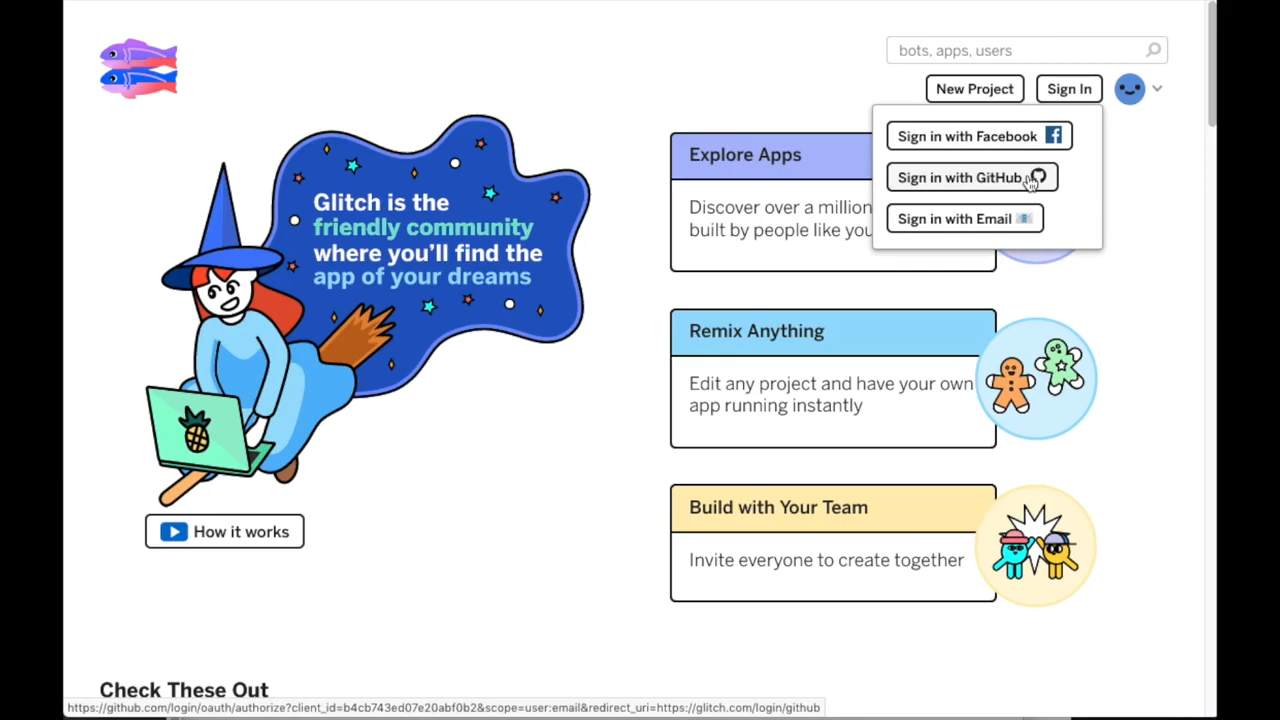 bots, apps, users
New Project
Sign In
Sign in with Facebook
Sign in with GitHub
Sign in with Email
Glitch is the
friendly community
where you'll find the
app of your dreams
How it works
Explore Apps
Discover over a million
built by people like you
Remix Anything
Edit any project and have your own
app running instantly
Build with Your Team
Invite everyone to create together
Check These Out
https://github.com/login/oauth/authorize?client_id=b4cb743ed07e20abf0b2&scope=user:email&redirect_uri=https://glitch.com/login/github